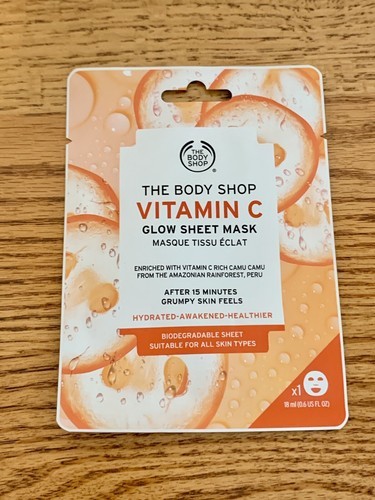 THE
BODY
SHOP
®
THE BODY SHOP
VITAMIN C
GLOW SHEET MASK
MASQUE TISSU ÉCLAT
ENRICHED WITH VITAMIN C RICH CAMU CAMU
FROM THE AMAZONIAN RAINFOREST, PERU
AFTER 15 MINUTES
GRUMPY SKIN FEELS
HYDRATED-AWAKENED-HEALTHIER
BIODEGRADABLE SHEET
SUITABLE FOR ALL SKIN TYPES
x1
18 ml (0.6 US FL OZ)